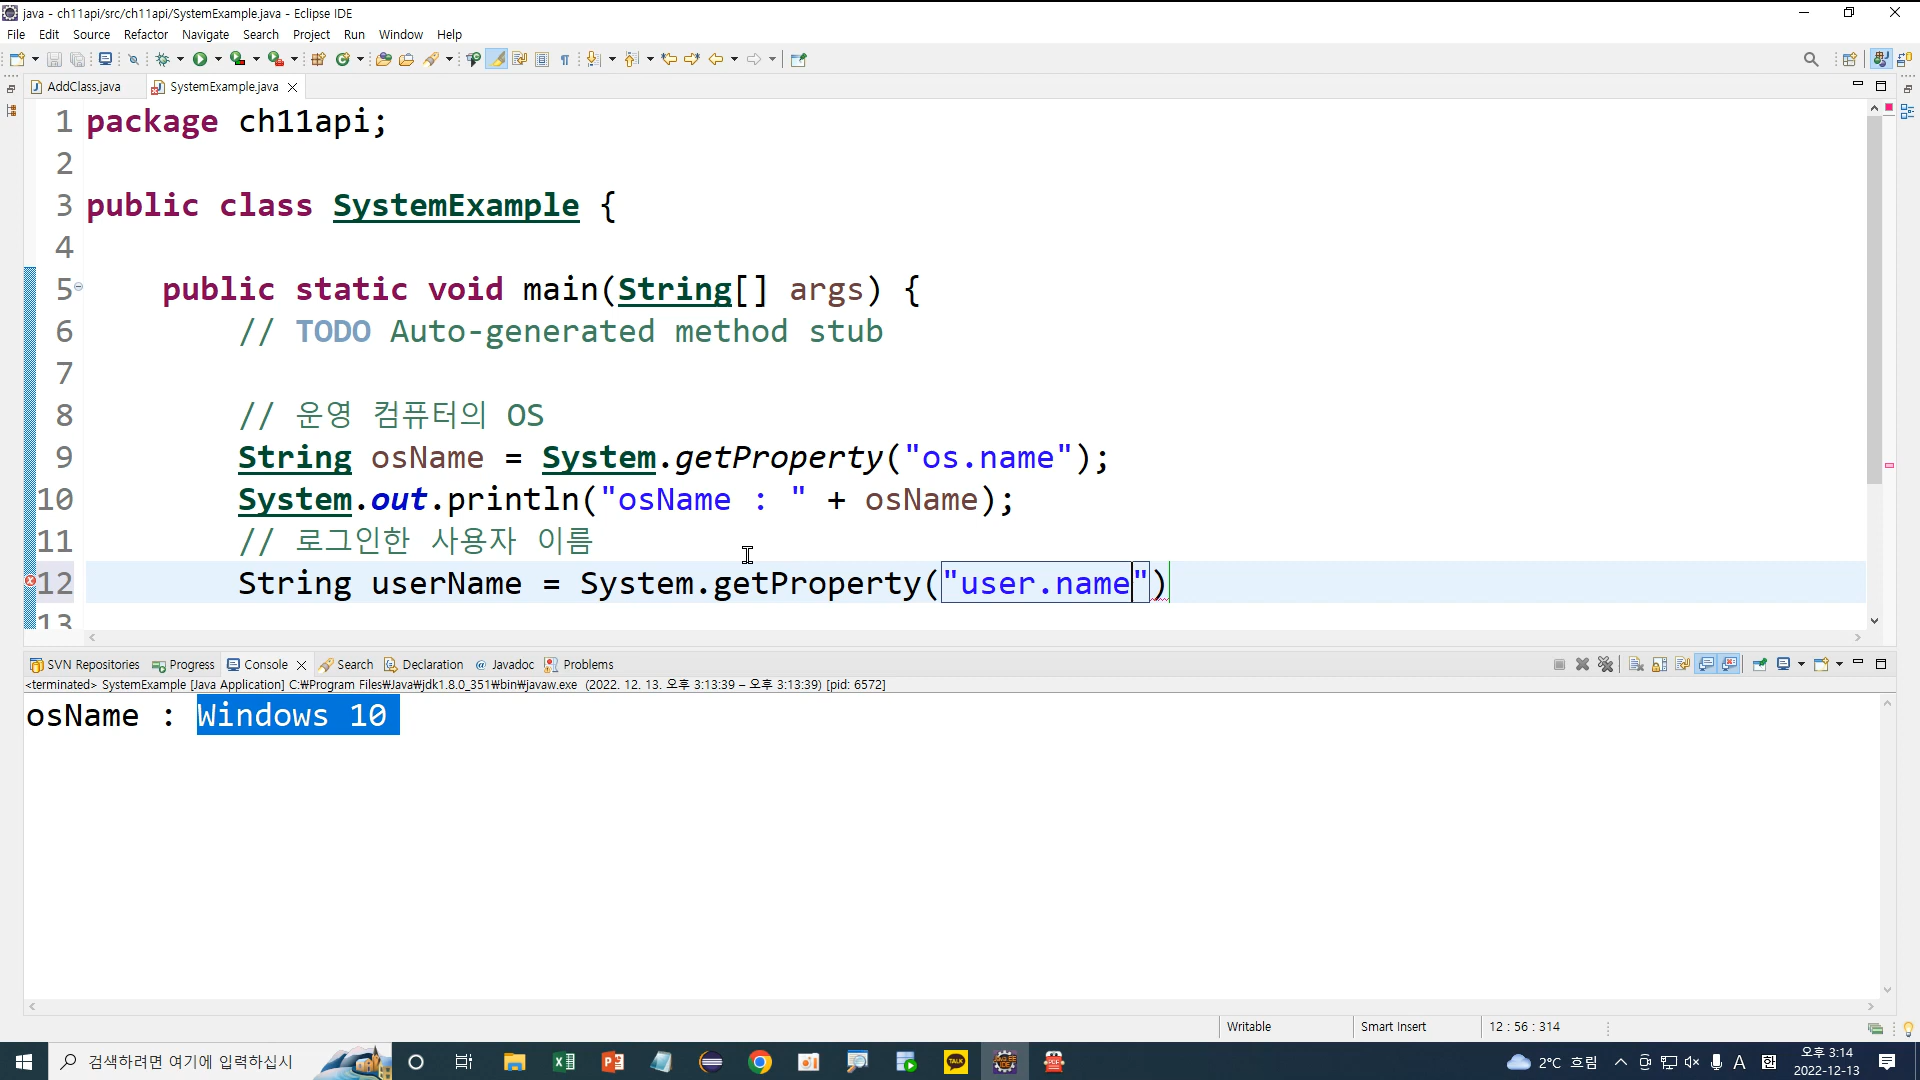 java - ch11api/src/ch11api/SystemExample.java - Eclipse IDE
File Edit Source Refactor Navigate Search Project Run Window Help
AddClass.java SystemExample.java
1 package ch11api;
2
3 public class SystemExample {
4
5 public static void main(String[] args) {
6 // TODO Auto-generated method stub
7
8 // 운영 컴퓨터의 OS
9 String osName = System.getProperty("os.name");
10 System.out.println("osName : " + osName);
11 // 로그인한 사용자 이름
12 String userName = System.getProperty("user.name")
13
SVN Repositories Progress Console Search Declaration @ Javadoc Problems
<terminated> SystemExample [Java Application] C:₩Program Files₩Java₩jdk1.8.0_351₩bin₩javaw.exe (2022. 12. 13. 오후 3:13:39 – 오후 3:13:39) [pid: 6572]
osName : Windows 10
Writable Smart Insert 12 : 56 : 314
검색하려면 여기에 입력하십시 TALK 2°C 흐림 A 한 오후 3:14
2022-12-13